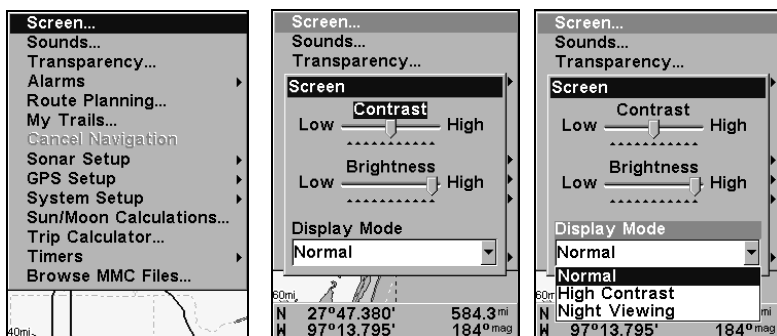 Screen...
Sounds...
Transparency...
Alarms
Route Planning...
My Trails...
Cancel Navigation
Sonar Setup
GPS Setup
System Setup
Sun/Moon Calculations...
Trip Calculator...
Timers
Browse MMC Files...
40mi
Screen...
Sounds...
Transparency...
Screen
Contrast
Low High
Brightness
Low High
Display Mode
Normal
60mi
N 27°47.380' 584.3 mi
W 97°13.795' 184° mag
Screen...
Sounds...
Transparency...
Screen
Contrast
Low High
Brightness
Low High
Display Mode
Normal
Normal
High Contrast
Night Viewing
N mi
W 97°13.795' 184° mag